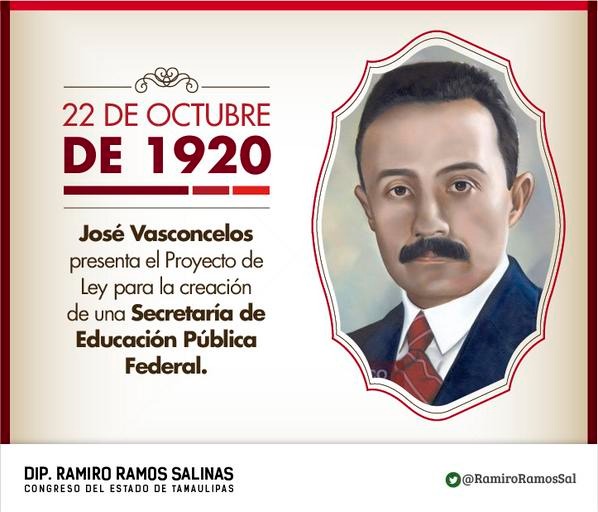 22 DE OCTUBRE
DE 1920
José Vasconcelos
presenta el Proyecto de
Ley para la creación
de una Secretaría de
Educación Pública
Federal.
DIP. RAMIRO RAMOS SALINAS
CONGRESO DEL ESTADO DE TAMAULIPAS
@RamiroRamosSal